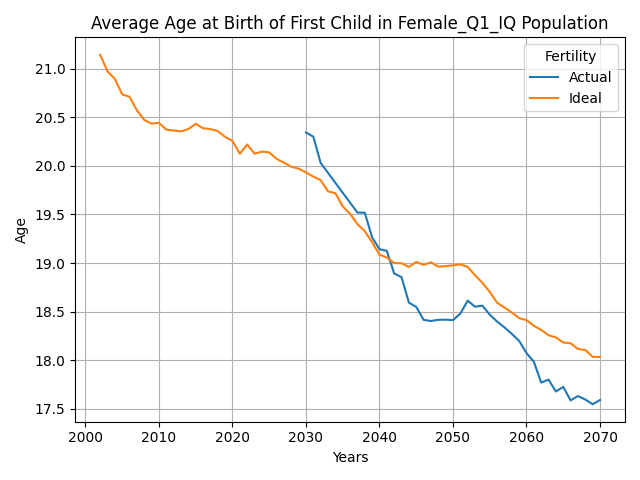 Average Age at Birth of First Child in Female_Q1_IQ Population
Fertility
Actual
Ideal
Age
21.0
20.5
20.0
19.5
19.0
18.5
18.0
17.5
2000 2010 2020 2030 2040 2050 2060 2070
Years